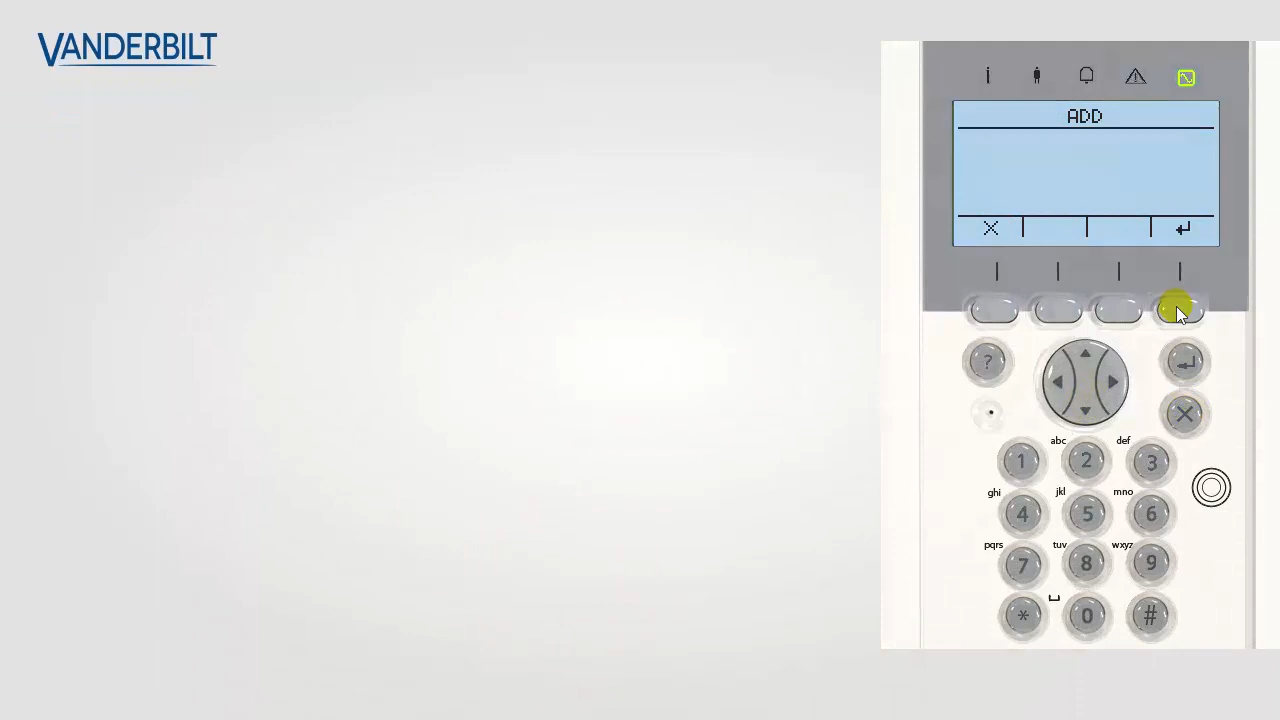 VANDERBILT
ADD
?
abc def
1 2 3
ghi jkl mno
4 5 6
pqrs tuv wxyz
7 8 9
* 0 #